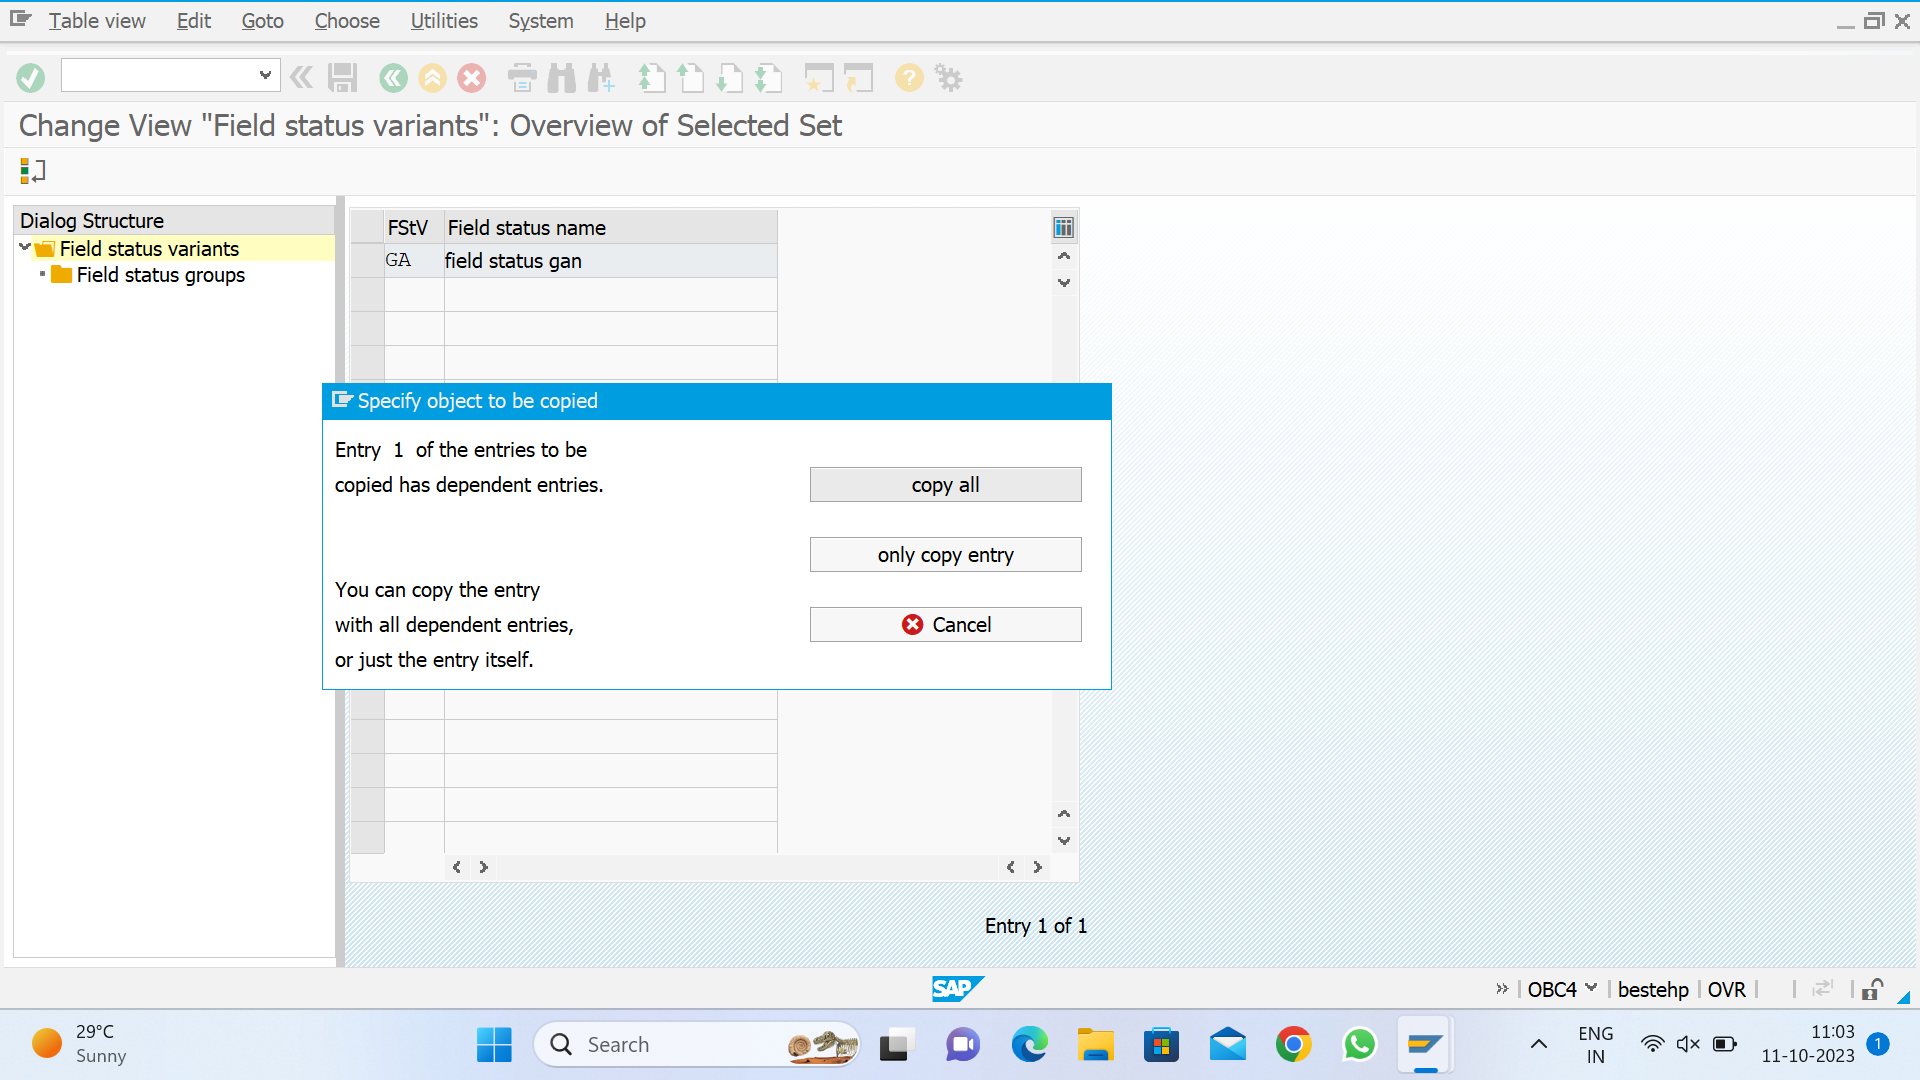 Table view Edit Goto Choose Utilities System Help
Change View "Field status variants": Overview of Selected Set
Dialog Structure
Field status variants
Field status groups
FStV Field status name
GA field status gan
Specify object to be copied
Entry 1 of the entries to be
copied has dependent entries.
copy all
only copy entry
You can copy the entry
with all dependent entries,
or just the entry itself.
Cancel
Entry 1 of 1
SAP
OBC4 bestehp OVR
29°C
Sunny
Search
ENG
IN
11:03
11-10-2023
1